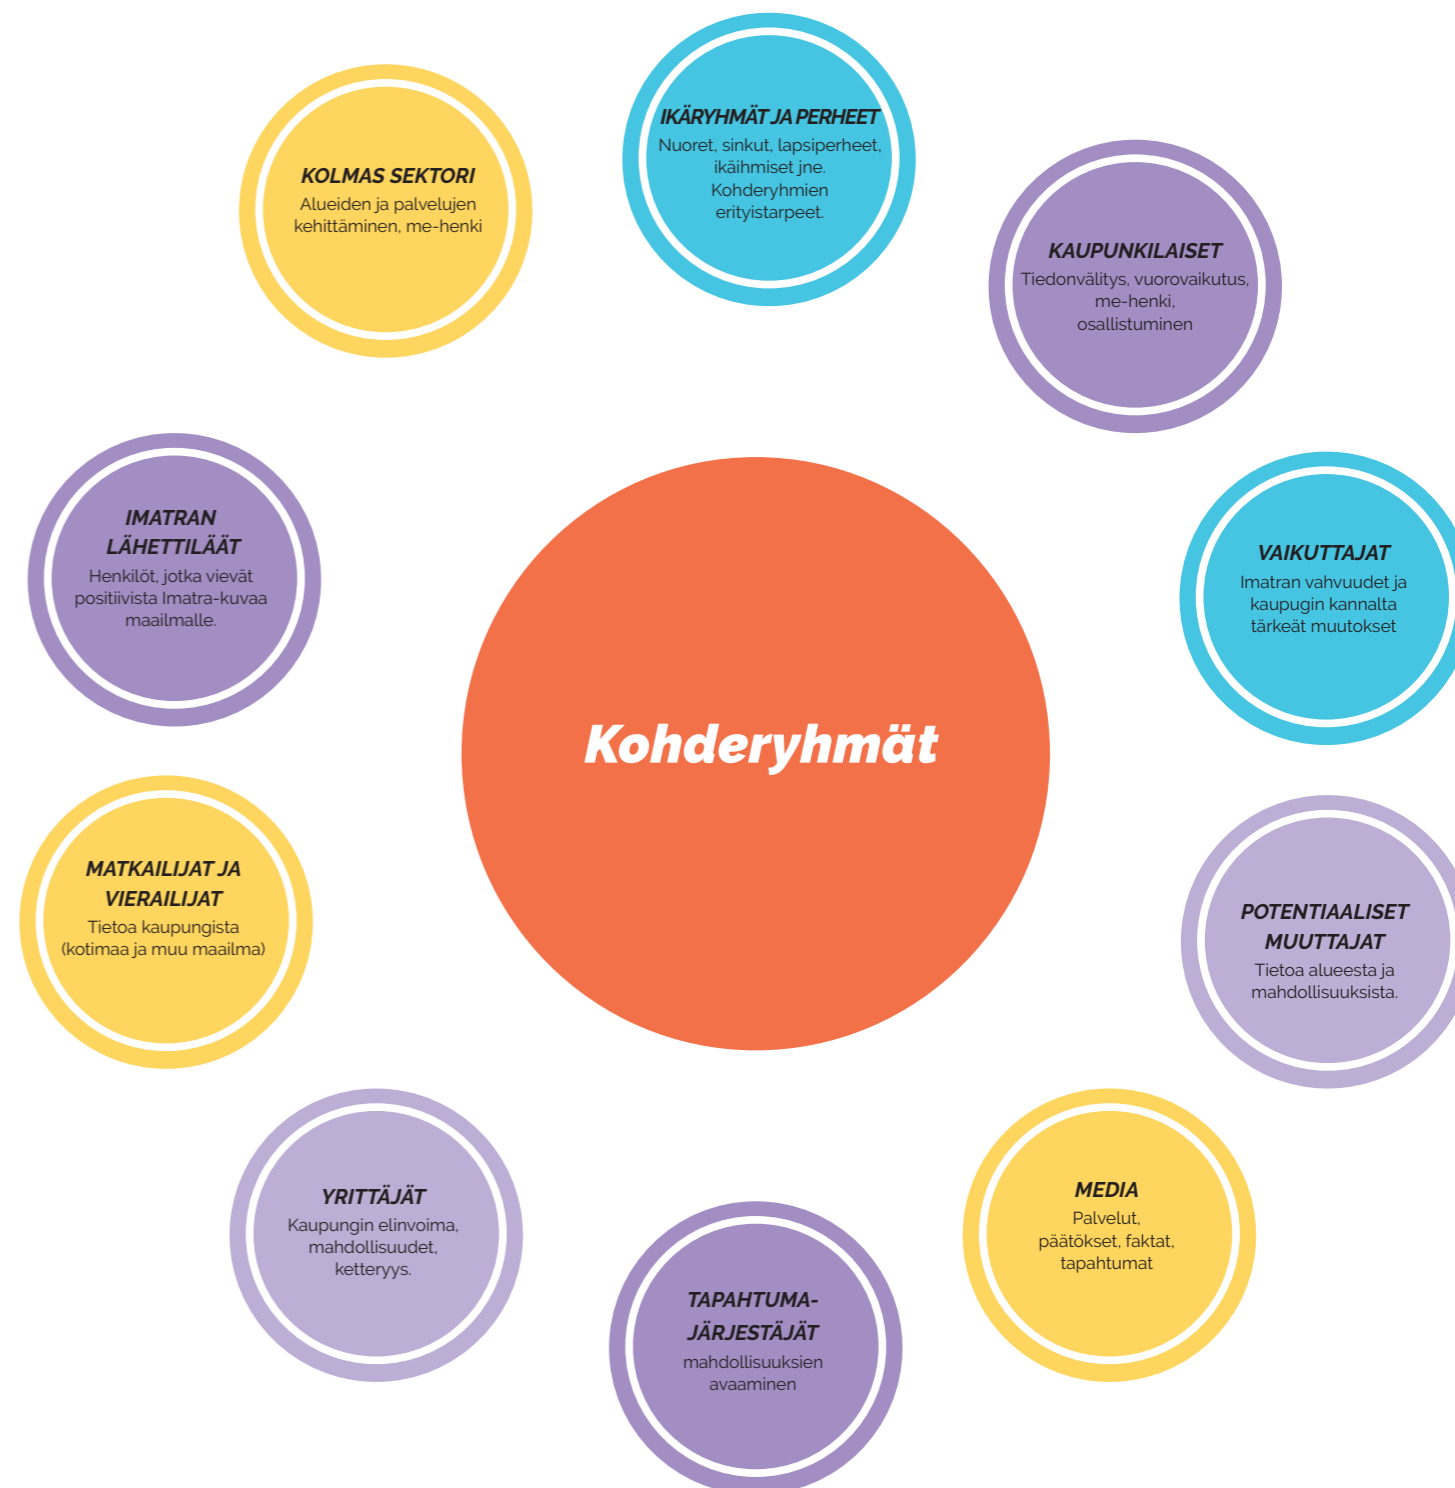 IKÄRYHMÄT JA PERHEET
Nuoret, sinkut, lapsiperheet,
ikäihmiset jne.
Kohderyhmien
erityistarpeet.
KAUPUNKILAISET
Tiedonvälitys, vuorovaikutus,
me-henki,
osallistuminen
VAIKUTTAJAT
Imatran vahvuudet ja
kaupugin kannalta
tärkeät muutokset
POTENTIAALISET
MUUTTAJAT
Tietoa alueesta ja
mahdollisuuksista.
MEDIA
Palvelut,
päätökset, faktat,
tapahtumat
TAPAHTUMA-
JÄRJESTÄJÄT
mahdollisuuksien
avaaminen
YRITTÄJÄT
Kaupungin elinvoima,
mahdollisuudet,
ketteryys.
MATKAILIJAT JA
VIERAILIJAT
Tietoa kaupungista
(kotimaa ja muu maailma)
IMATRAN
LÄHETTILÄÄT
Henkilöt, jotka vievät
positiivista Imatra-kuvaa
maailmalle.
KOLMAS SEKTORI
Alueiden ja palvelujen
kehittäminen, me-henki
Kohderyhmät